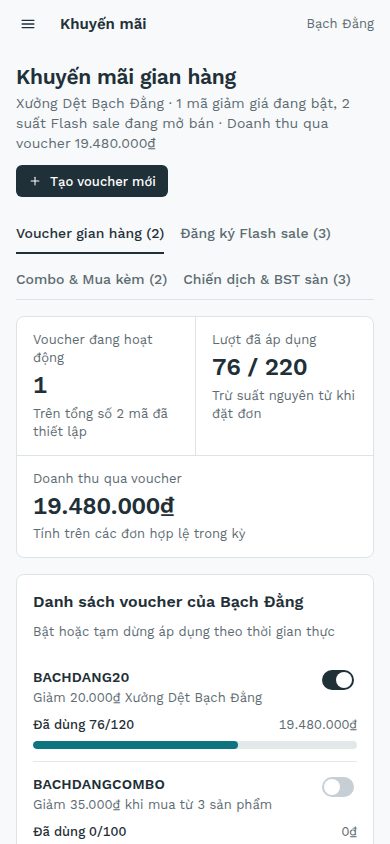 Khuyến mãi
Bạch Đằng
Khuyến mãi gian hàng
Xưởng Dệt Bạch Đằng · 1 mã giảm giá đang bật, 2
suất Flash sale đang mở bán · Doanh thu qua
voucher 19.480.000₫
Tạo voucher mới
Voucher gian hàng (2)
Đăng ký Flash sale (3)
Combo & Mua kèm (2)
Chiến dịch & BST sàn (3)
Voucher đang hoạt
động
1
Trên tổng số 2 mã đã
thiết lập
Lượt đã áp dụng
76 / 220
Trừ suất nguyên tử khi
đặt đơn
Doanh thu qua voucher
19.480.000₫
Tính trên các đơn hợp lệ trong kỳ
Danh sách voucher của Bạch Đằng
Bật hoặc tạm dừng áp dụng theo thời gian thực
BACHDANG20
Giảm 20.000₫ Xưởng Dệt Bạch Đằng
Đã dùng 76/120
19.480.000₫
BACHDANGCOMBO
Giảm 35.000₫ khi mua từ 3 sản phẩm
Đã dùng 0/100
0₫